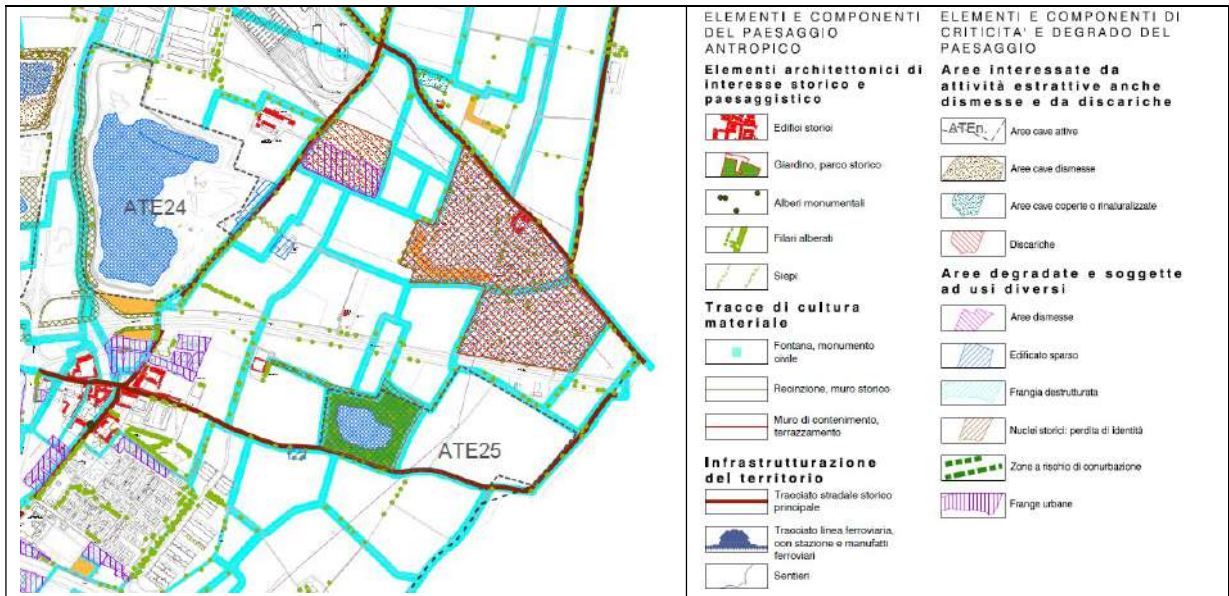 ATE24
ATE25
ELEMENTI E COMPONENTI
DEL PAESAGGIO
ANTROPICO
Elementi architettonici di
interesse storico e
paesaggistico
Edifici storici
Giardino, parco storico
Alberi monumentali
Filari alberati
Siepi
Tracce di cultura
materiale
Fontana, monumento
civile
Recinzione, muro storico
Muro di contenimento,
terrazzamento
Infrastrutturazione
del territorio
Tracciato stradale storico
principale
Tracciato linea ferroviaria,
con stazione e manufatti
ferroviari
Sentieri
ELEMENTI E COMPONENTI DI
CRITICITA' E DEGRADO DEL
PAESAGGIO
Aree interessate da
attività estrattive anche
dismesse e da discariche
ATEn
Aree cave attive
Aree cave dismesse
Aree cave coperte o rinaturalizzate
Discariche
Aree degradate e soggette
ad usi diversi
Aree dismesse
Edificato sparso
Frangia destrutturata
Nuclei storici: perdita di identità
Zone a rischio di conurbazione
Frange urbane